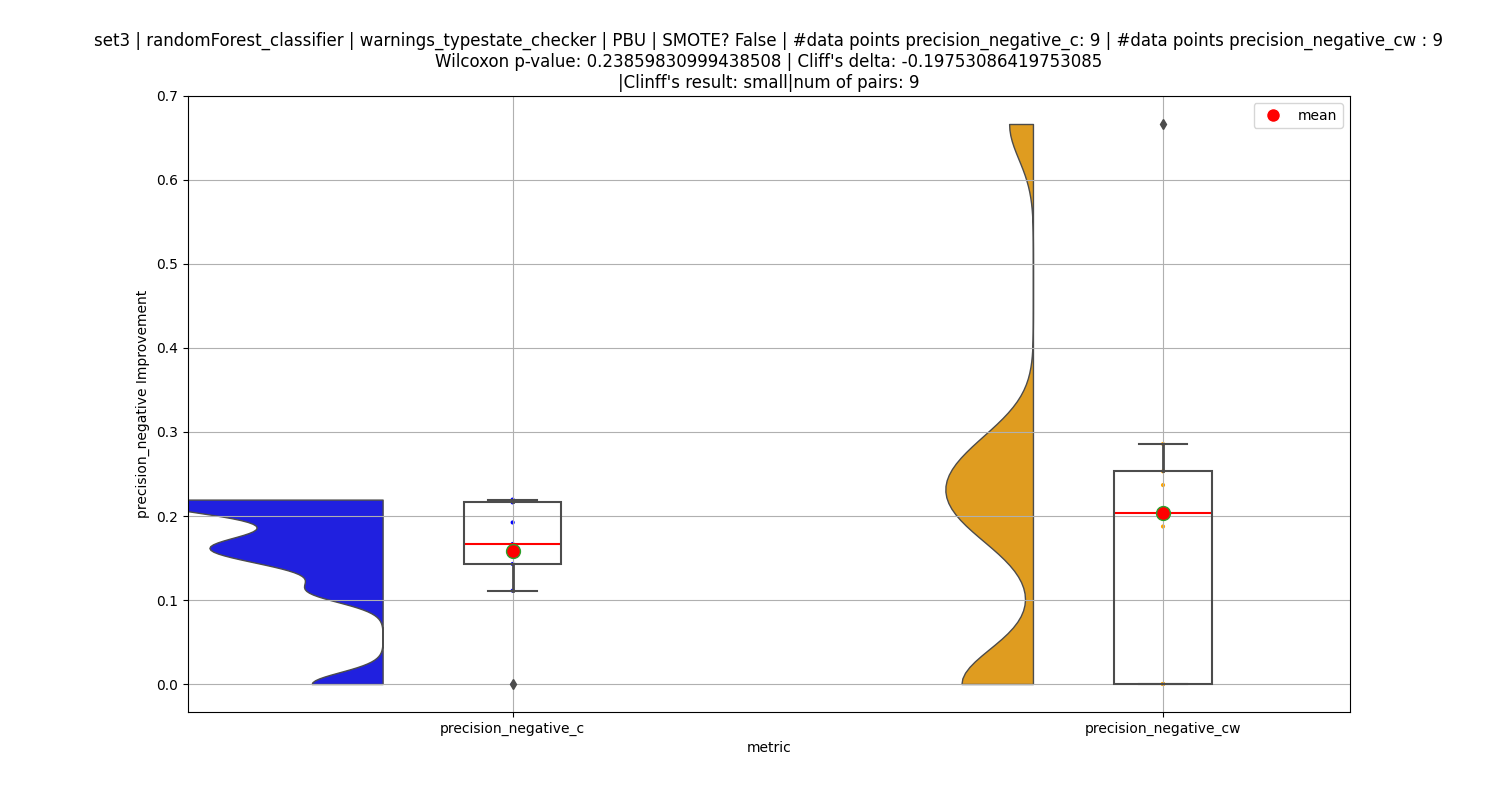 set3 | randomForest_classifier | warnings_typestate_checker | PBU | SMOTE? False | #data points precision_negative_c: 9 | #data points precision_negative_cw : 9
Wilcoxon p-value: 0.23859830999438508 | Cliff's delta: -0.19753086419753085
|Clinff's result: small|num of pairs: 9
mean
precision_negative Improvement
0.7
0.6
0.5
0.4
0.3
0.2
0.1
0.0
precision_negative_c
precision_negative_cw
metric